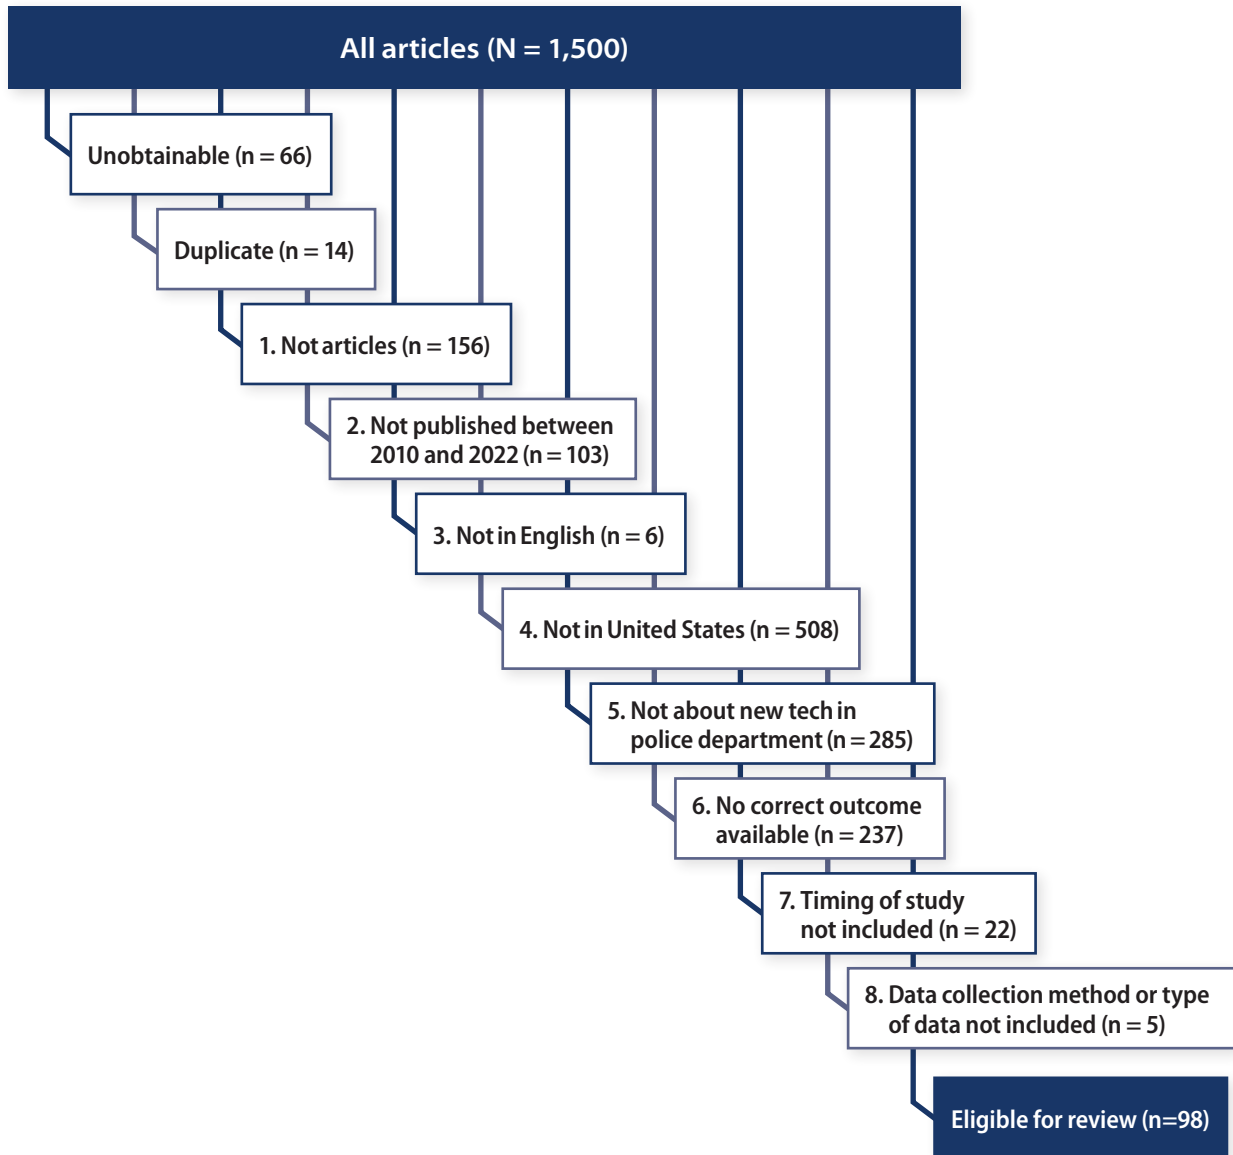 All articles (N = 1,500)
Unobtainable (n = 66)
Duplicate (n = 14)
1. Not articles (n = 156)
2. Not published between
2010 and 2022 (n = 103)
3. Not in English (n = 6)
4. Not in United States (n = 508)
5. Not about new tech in
police department (n = 285)
6. No correct outcome
available (n = 237)
7. Timing of study
not included (n = 22)
8. Data collection method or type
of data not included (n = 5)
Eligible for review (n=98)